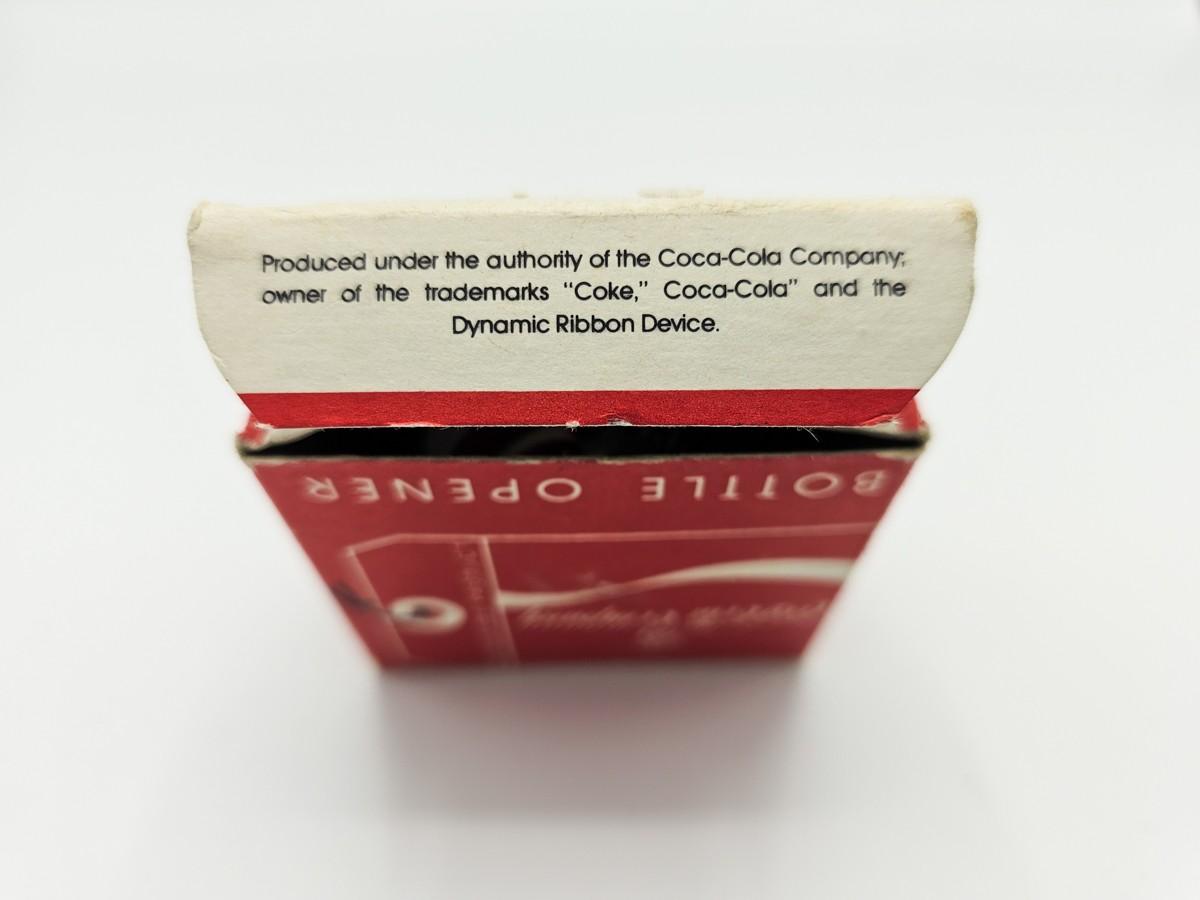 Produced under the authority of the Coca-Cola Company;
owner of the trademarks “Coke,” Coca-Cola” and the
Dynamic Ribbon Device.
BOTTLE OPENER